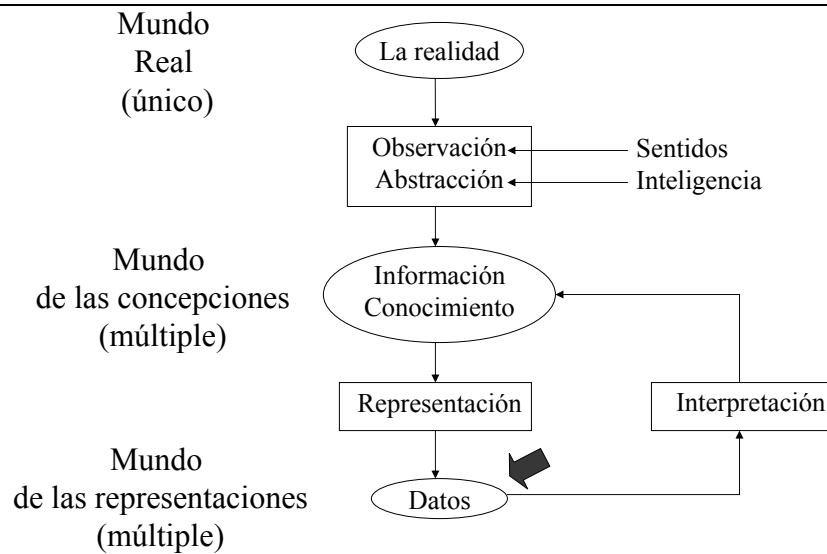 Mundo
Real
(único)
La realidad
Observación
Abstracción
Sentidos
Inteligencia
Mundo
de las concepciones
(múltiple)
Información
Conocimiento
Representación
Interpretación
Mundo
de las representaciones
(múltiple)
Datos